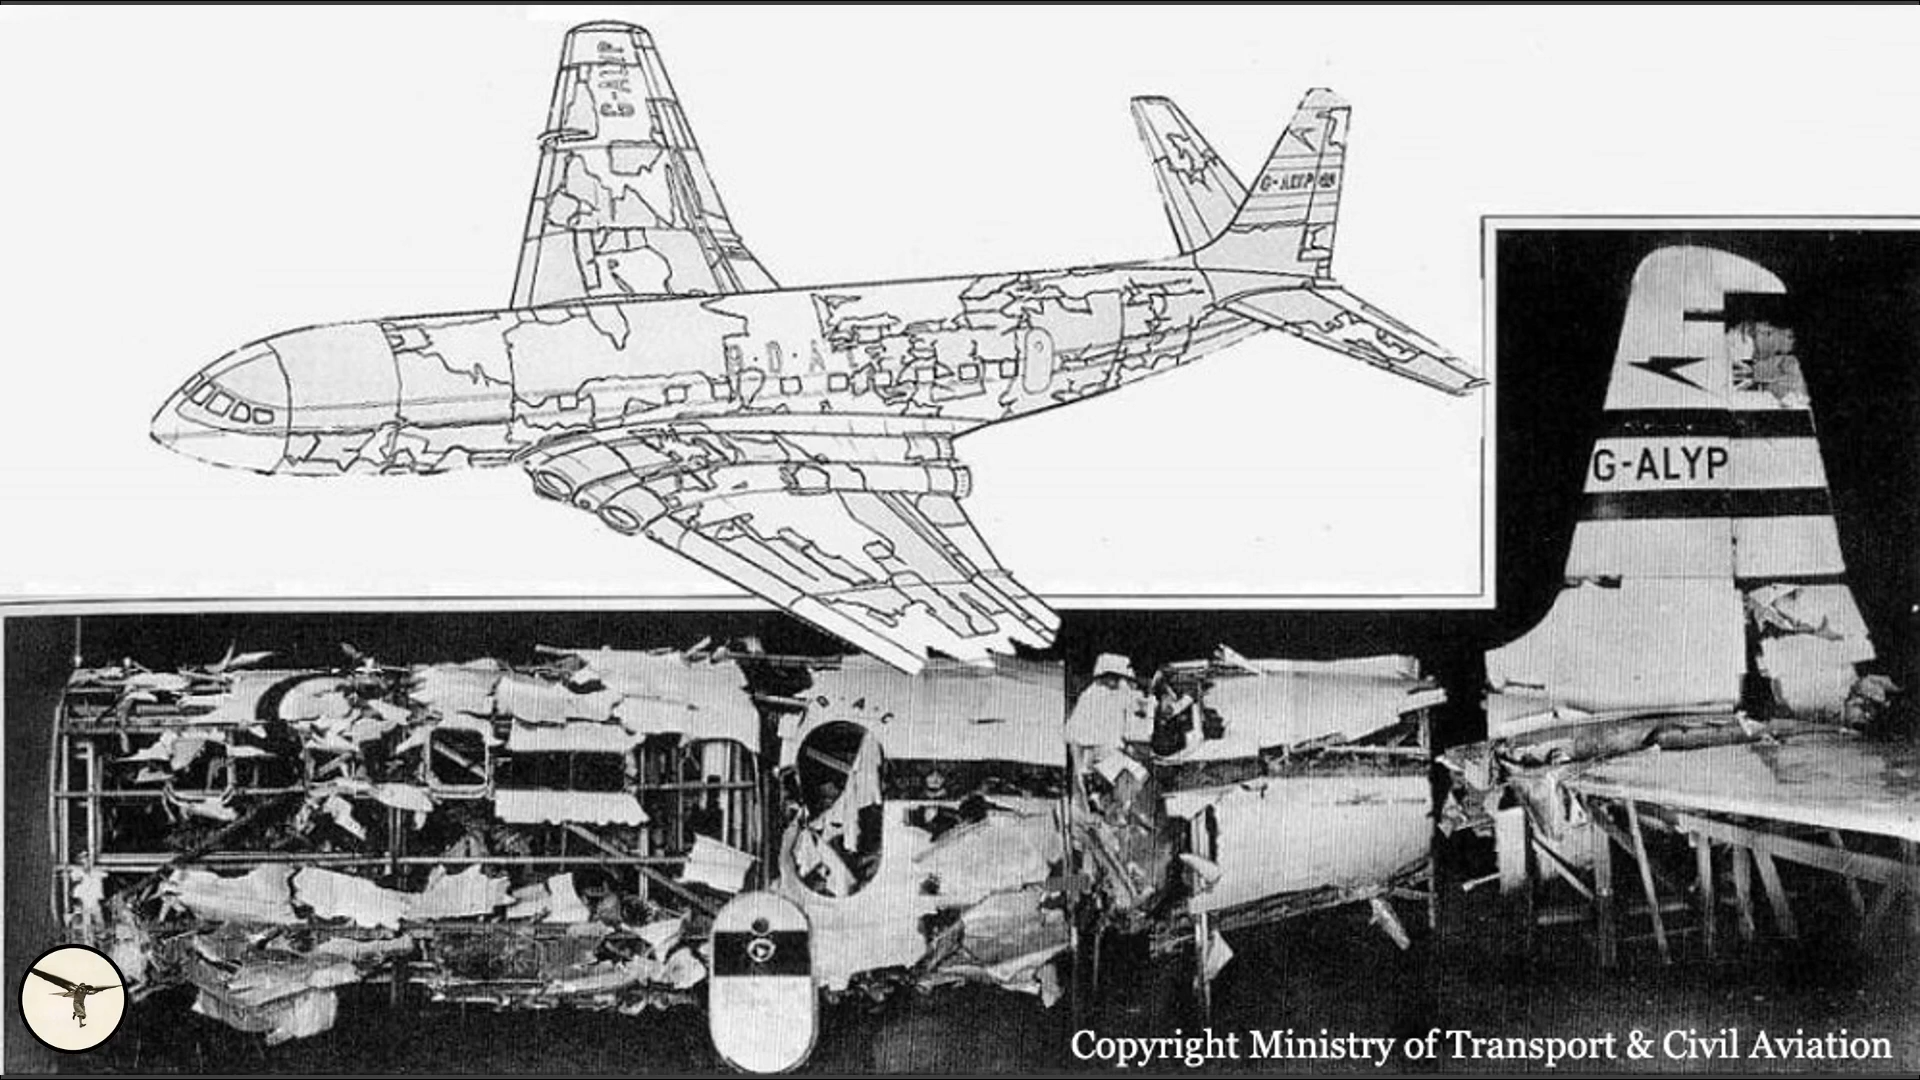 G-ALYP
G-ALYP
B·O·A
G-ALYP
O·A·C
Copyright Ministry of Transport & Civil Aviation